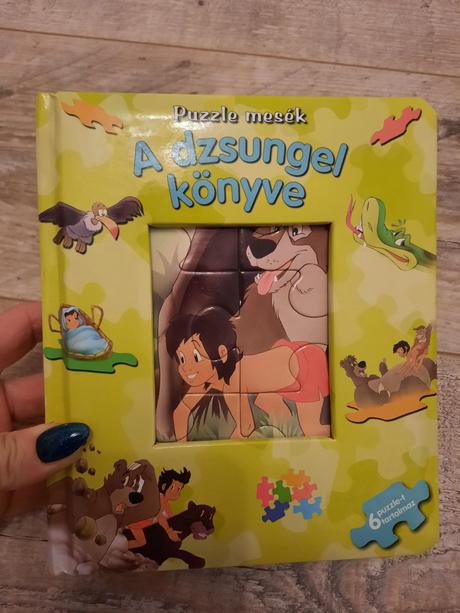 Puzzle mesék
A dzsungel
könyve
6 puzzle-t
tartalmaz